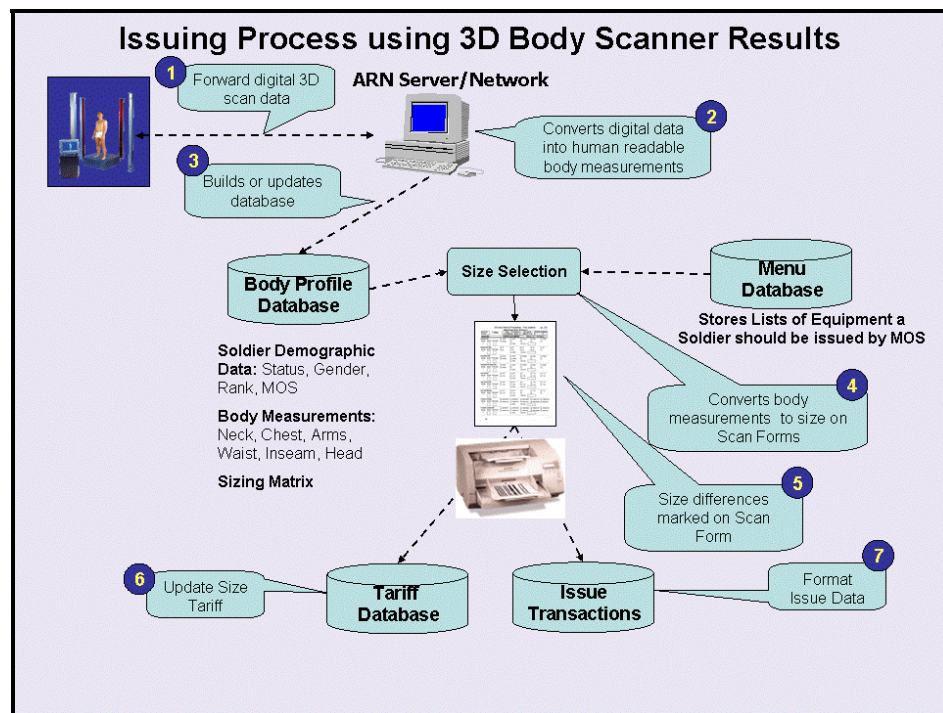 Issuing Process using 3D Body Scanner Results
1
Forward digital 3D
scan data
ARN Server/Network
2
Converts digital data
into human readable
body measurements
3
Builds or updates
database
Body Profile
Database
Size Selection
Menu
Database
Stores Lists of Equipment a
Soldier should be issued by MOS
Soldier Demographic
Data: Status, Gender,
Rank, MOS
Body Measurements:
Neck, Chest, Arms,
Waist, Inseam, Head
Sizing Matrix
4
Converts body
measurements to size on
Scan Forms
5
Size differences
marked on Scan
Form
6
Update Size
Tariff
Tariff
Database
Issue
Transactions
7
Format
Issue Data